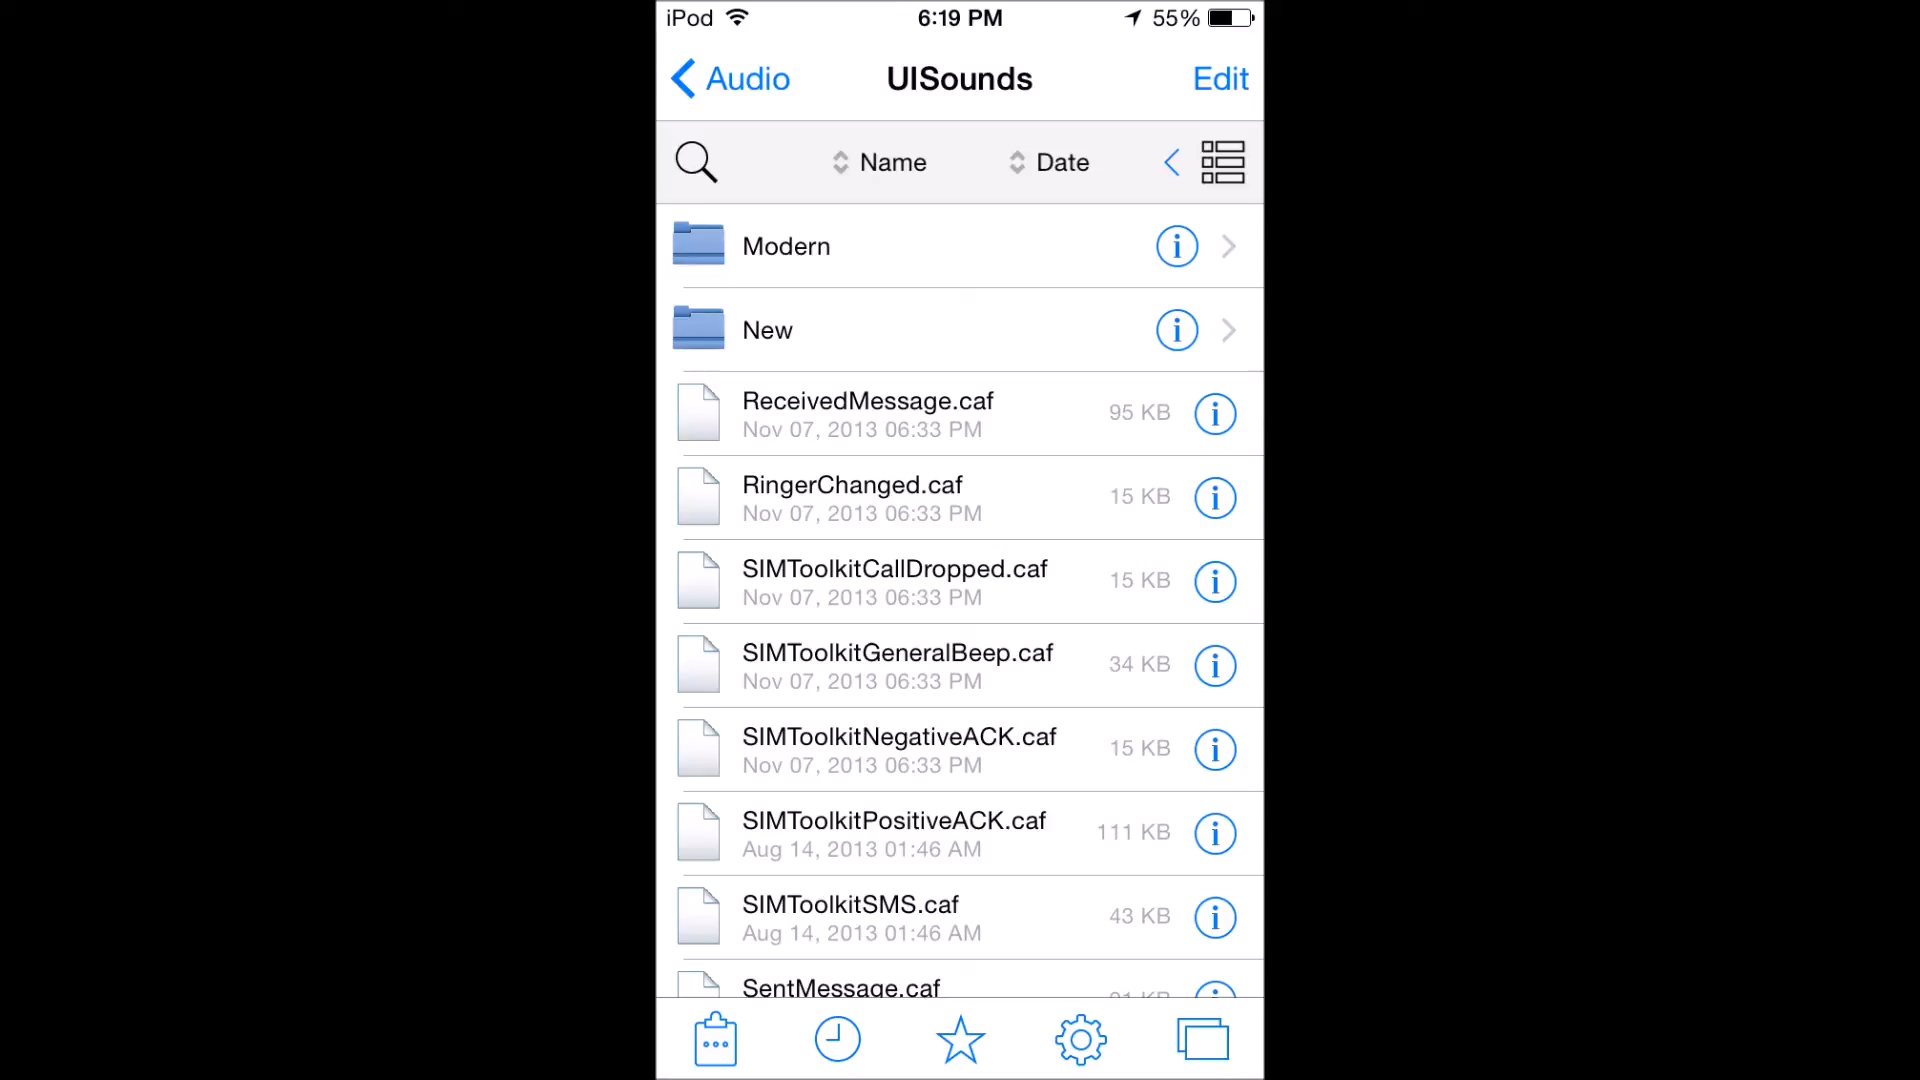 iPod 6:19 PM 55%
Audio UISounds Edit
Name Date
Modern
New
ReceivedMessage.caf 95 KB
Nov 07, 2013 06:33 PM
RingerChanged.caf 15 KB
Nov 07, 2013 06:33 PM
SIMToolkitCallDropped.caf 15 KB
Nov 07, 2013 06:33 PM
SIMToolkitGeneralBeep.caf 34 KB
Nov 07, 2013 06:33 PM
SIMToolkitNegativeACK.caf 15 KB
Nov 07, 2013 06:33 PM
SIMToolkitPositiveACK.caf 111 KB
Aug 14, 2013 01:46 AM
SIMToolkitSMS.caf 43 KB
Aug 14, 2013 01:46 AM
SentMessage.caf